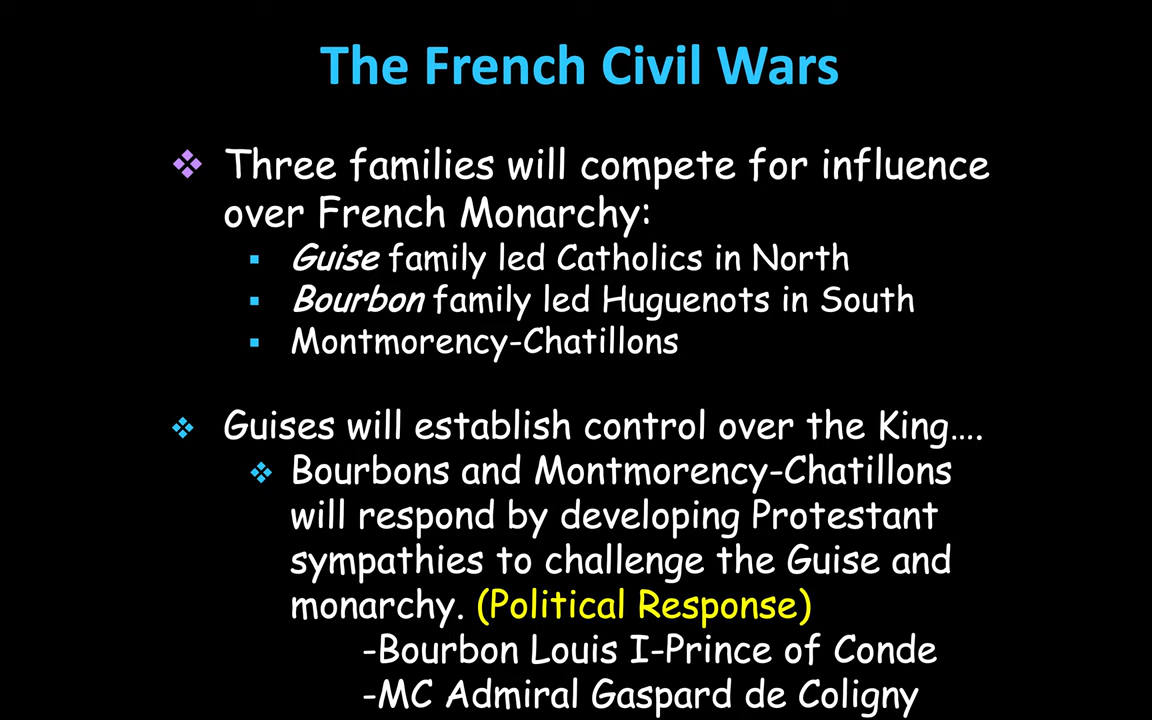 The French Civil Wars
Three families will compete for influence
over French Monarchy:
Guise family led Catholics in North
Bourbon family led Huguenots in South
Montmorency-Chatillons
Guises will establish control over the King....
Bourbons and Montmorency-Chatillons
will respond by developing Protestant
sympathies to challenge the Guise and
monarchy. (Political Response)
-Bourbon Louis I-Prince of Conde
-MC Admiral Gaspard de Coligny